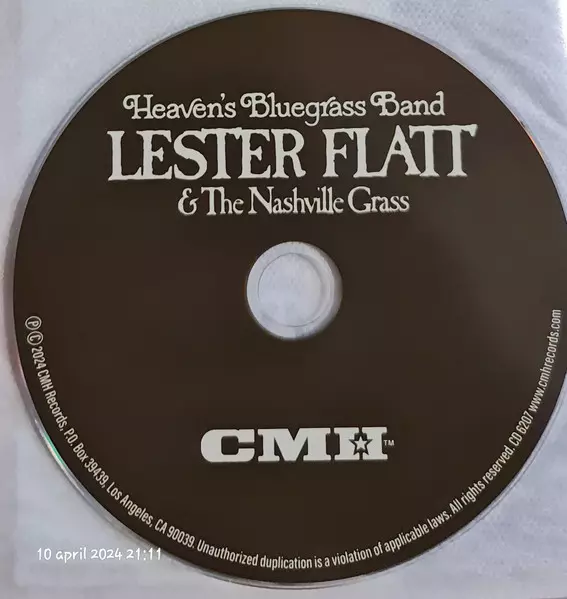 Heaven's Bluegrass Band
LESTER FLATT
& The Nashville Grass
CMH™
℗ © 2024 CMH Records, P.O. Box 39439, Los Angeles, CA 90039. Unauthorized duplication is a violation of applicable laws. All rights reserved. CD 6207 www.cmhrecords.com
10 april 2024 21:11